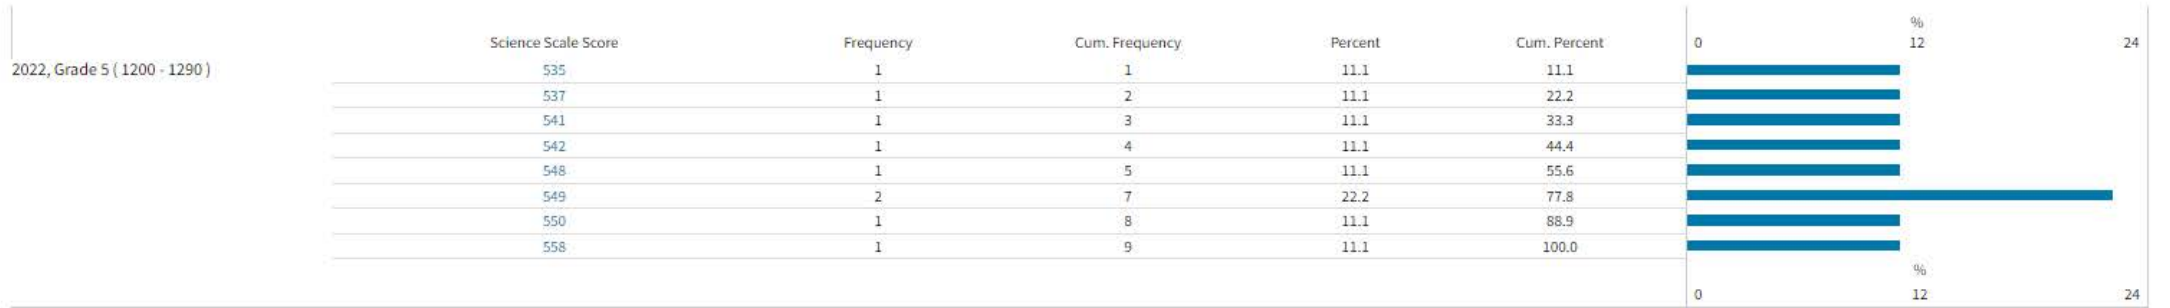 %
Science Scale Score Frequency Cum. Frequency Percent Cum. Percent 0 12 24
2022, Grade 5 ( 1200 - 1290 ) 535 1 1 11.1 11.1
537 1 2 11.1 22.2
541 1 3 11.1 33.3
542 1 4 11.1 44.4
548 1 5 11.1 55.6
549 2 7 22.2 77.8
550 1 8 11.1 88.9
558 1 9 11.1 100.0
%
0 12 24